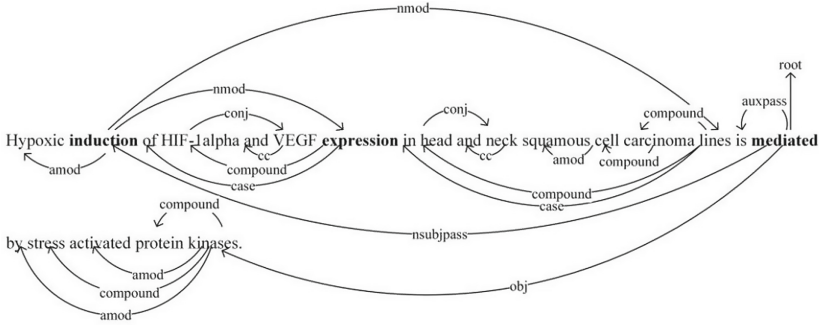 nmod
root
nmod
conj
conj
compound
auxpass
Hypoxic induction of HIF-1alpha and VEGF expression in head and neck squamous cell carcinoma lines is mediated
amod
cc
compound
case
cc
amod
compound
compound
case
compound
nsubjpass
by stress activated protein kinases.
amod
compound
amod
obj